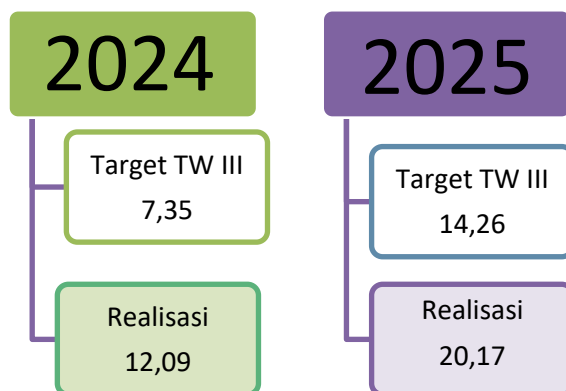 2024
Target TW III
7,35
Realisasi
12,09
2025
Target TW III
14,26
Realisasi
20,17